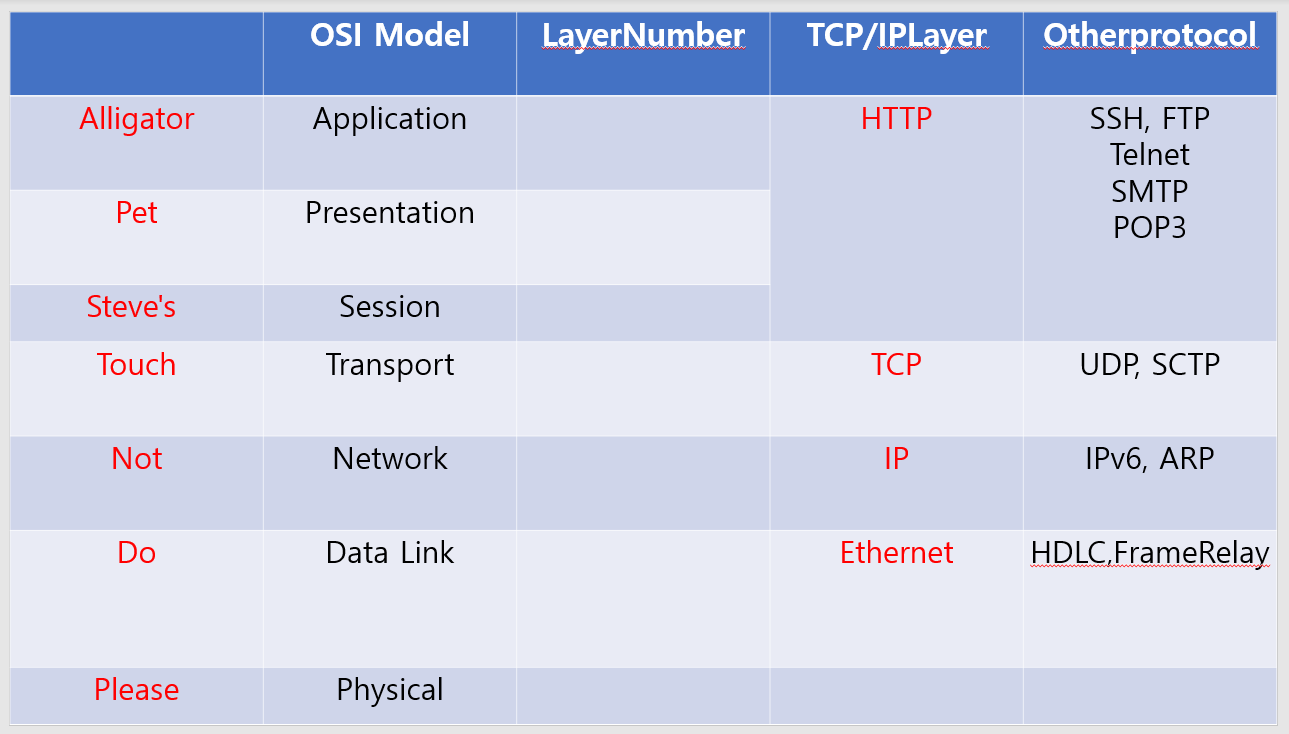 OSI Model LayerNumber TCP/IPLayer Otherprotocol
Alligator Application HTTP SSH, FTP
Telnet
SMTP
POP3
Pet Presentation
Steve's Session
Touch Transport TCP UDP, SCTP
Not Network IP IPv6, ARP
Do Data Link Ethernet HDLC,FrameRelay
Please Physical